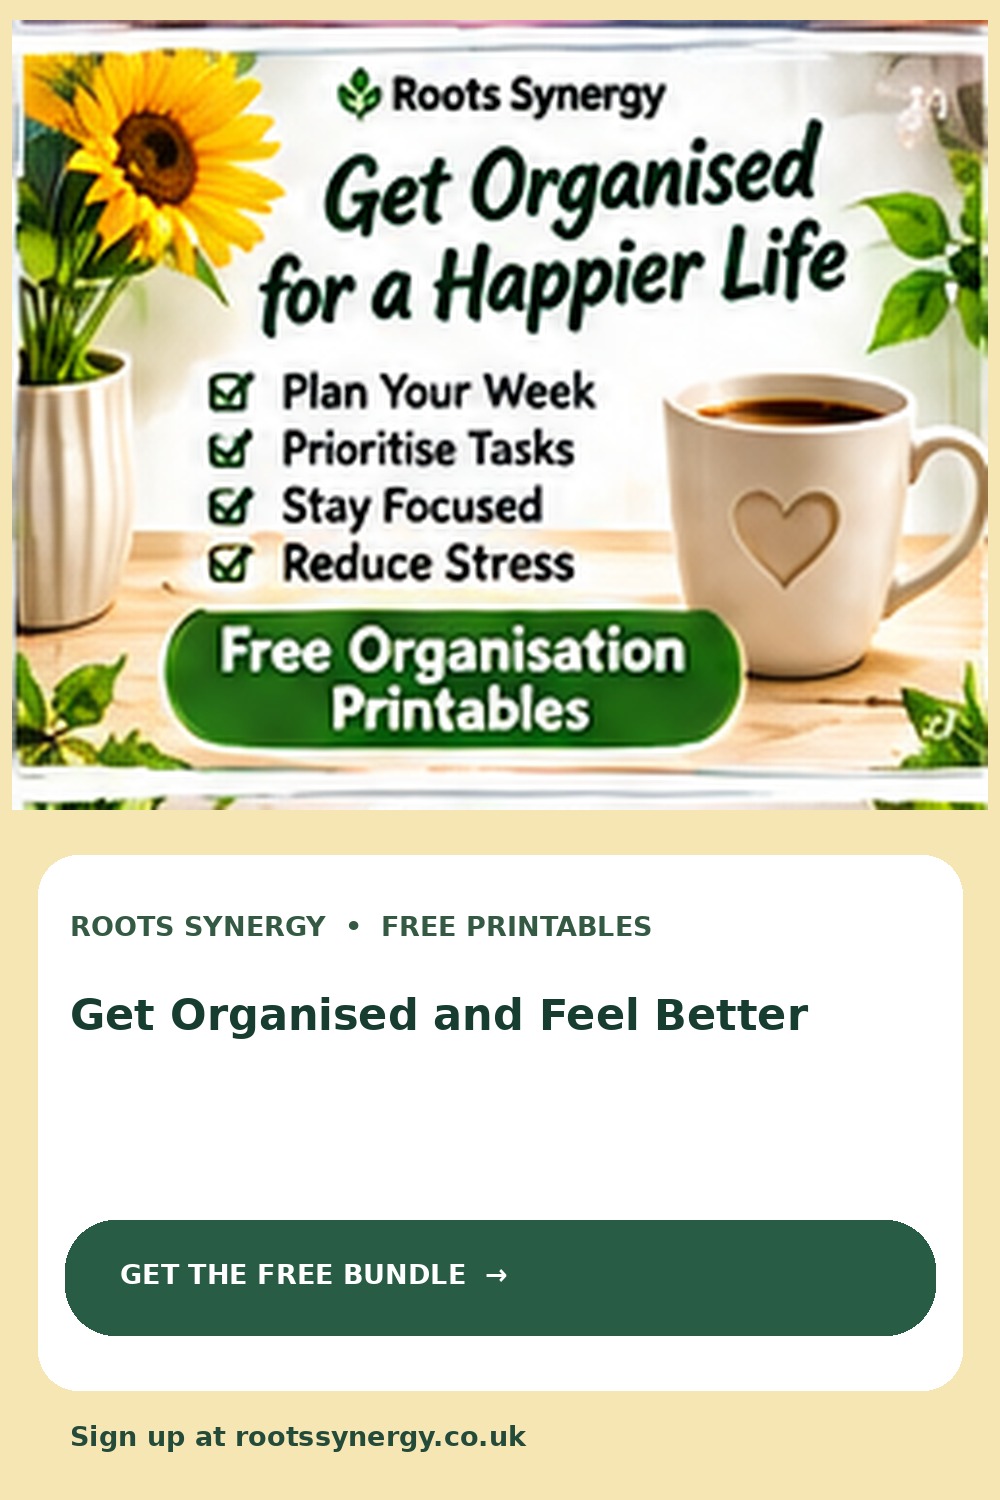 Roots Synergy
Get Organised
for a Happier Life
Plan Your Week
Prioritise Tasks
Stay Focused
Reduce Stress
Free Organisation
Printables
ROOTS SYNERGY • FREE PRINTABLES
Get Organised and Feel Better
GET THE FREE BUNDLE →
Sign up at rootssynergy.co.uk